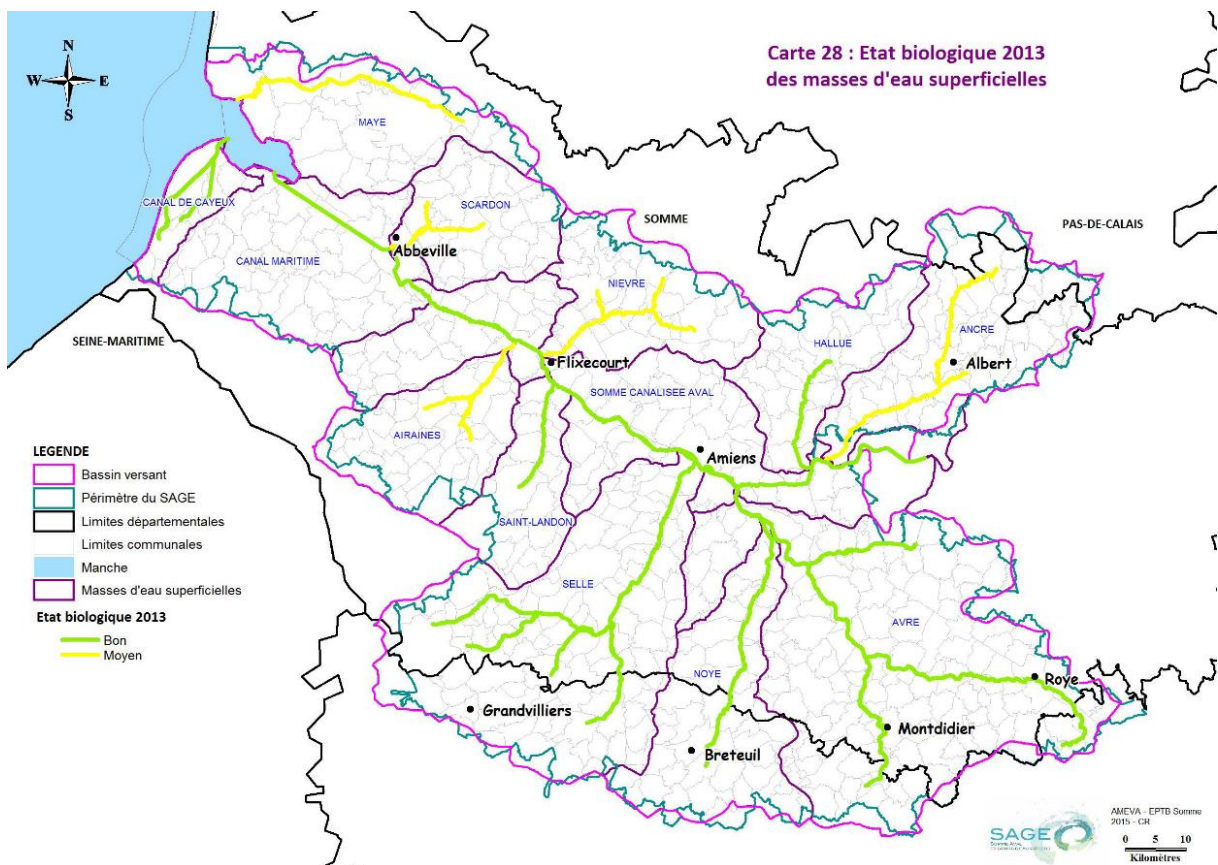 Carte 28 : Etat biologique 2013
des masses d'eau superficielles
N
W
E
S
MAYE
CANAL DE CAYEUX
SCARDON
SOMME
PAS-DE-CALAIS
Abbeville
CANAL MARITIME
NIEVRE
HALLUE
ANCRE
SEINE-MARITIME
Flixecourt
Albert
SOMME CANALISEE AVAL
AIRAINES
Amiens
LEGENDE
Bassin versant
Périmètre du SAGE
Limites départementales
Limites communales
Manche
Masses d'eau superficielles
Etat biologique 2013
Bon
Moyen
SAINT-LANDON
SELLE
AVRE
NOYE
Roye
Grandvilliers
Montdidier
Breteuil
SAGE
AMEVA - EPTB Somme
2015 - CR
0 5 10
Kilomètres